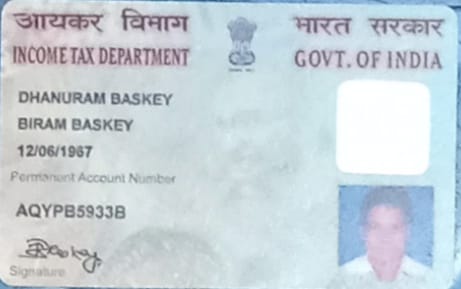 आयकर विभाग
INCOME TAX DEPARTMENT
भारत सरकार
GOVT. OF INDIA
DHANURAM BASKEY
BIRAM BASKEY
12/06/1967
Permanent Account Number
AQYPB5933B
Baskey
Signature